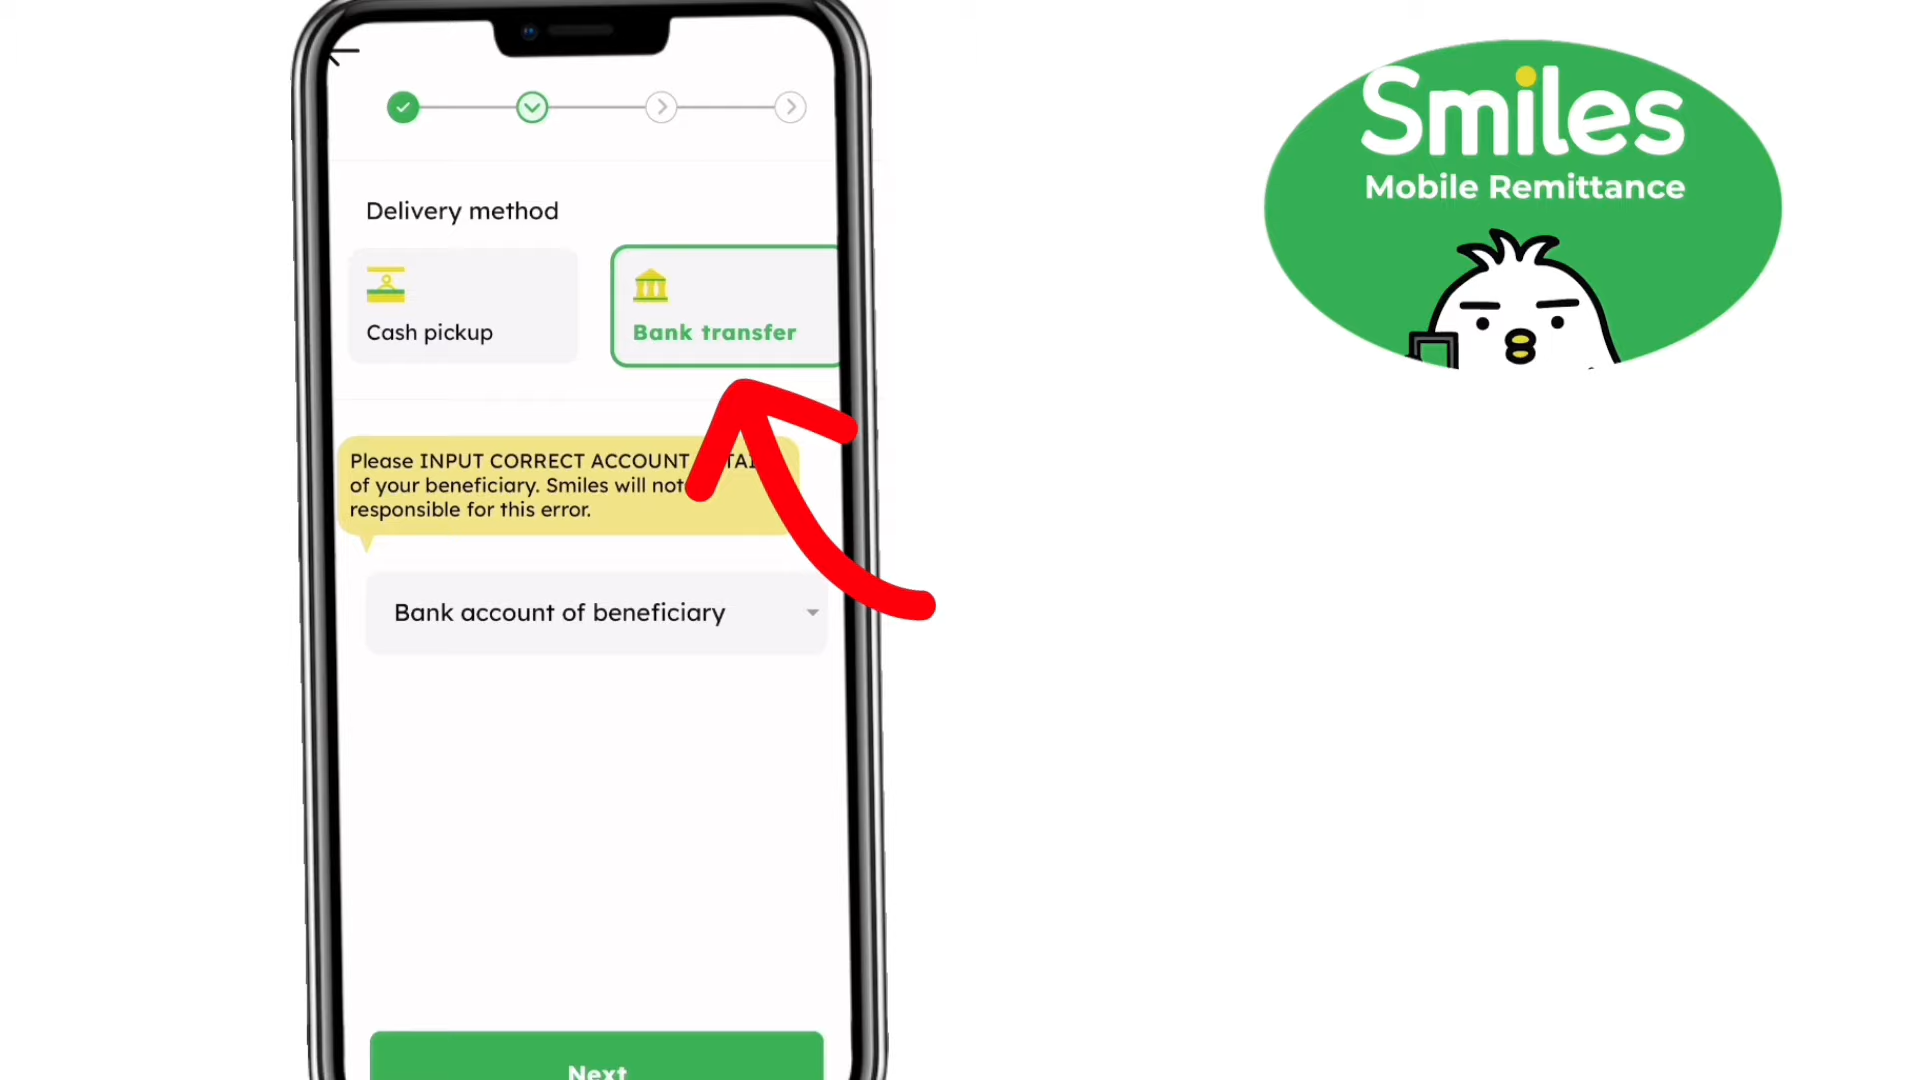 Smiles
Mobile Remittance
Delivery method
Cash pickup
Bank transfer
Please INPUT CORRECT ACCOUNT
of your beneficiary. Smiles will not
responsible for this error.
Bank account of beneficiary
Next